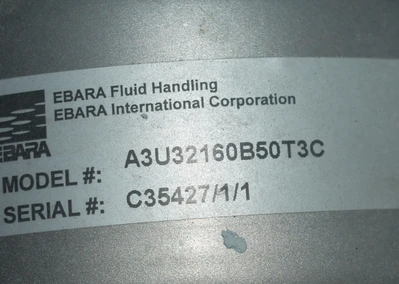 EBARA Fluid Handling
EBARA International Corporation
EBARA
MODEL #: A3U32160B50T3C
SERIAL #: C35427/1/1